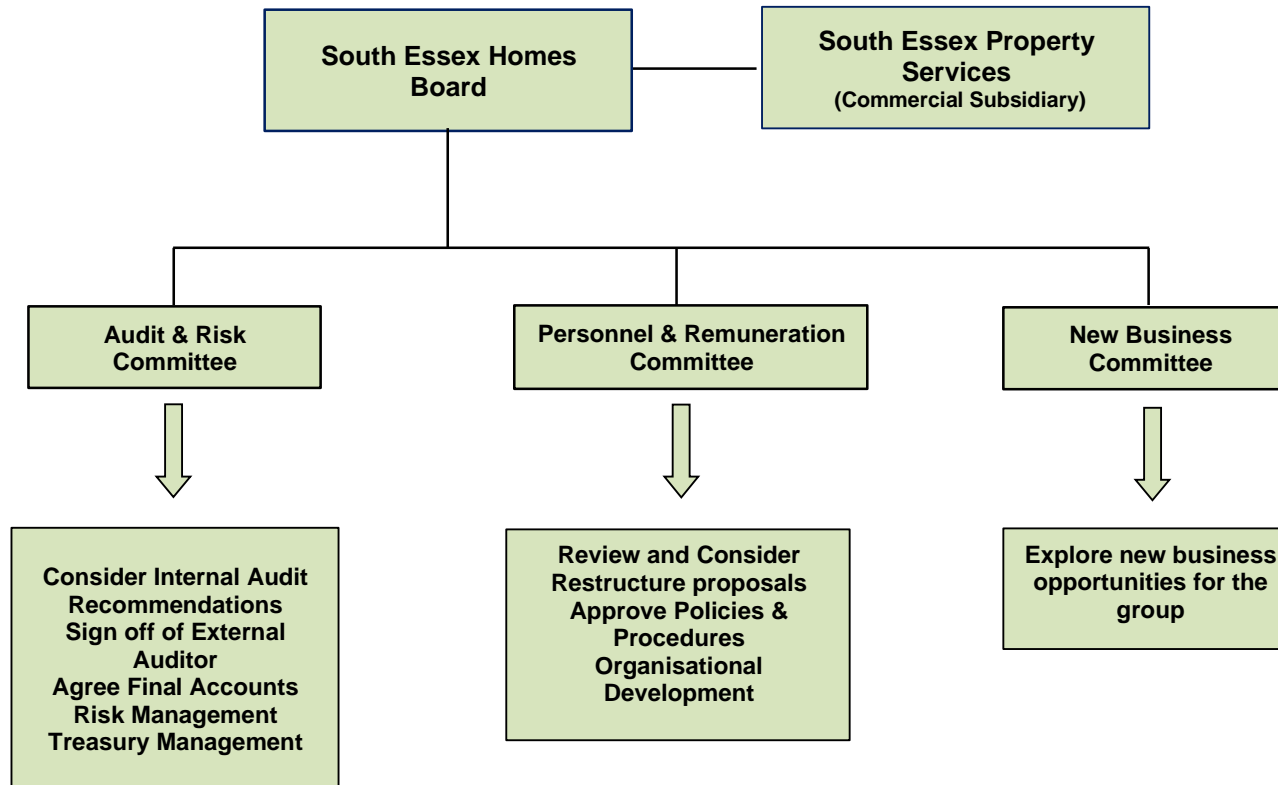 South Essex Homes
Board
South Essex Property
Services
(Commercial Subsidiary)
Audit & Risk
Committee
Personnel & Remuneration
Committee
New Business
Committee
Consider Internal Audit
Recommendations
Sign off of External
Auditor
Agree Final Accounts
Risk Management
Treasury Management
Review and Consider
Restructure proposals
Approve Policies &
Procedures
Organisational
Development
Explore new business
opportunities for the
group